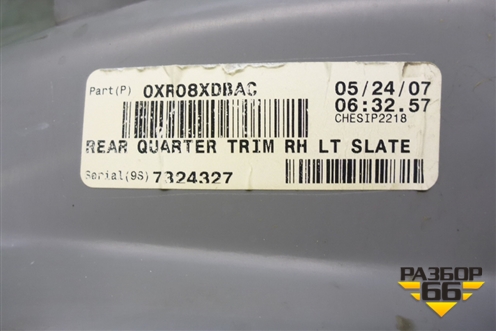 Part(P) 0XR08XDBAC
05/24/07
06:32.57
CHESIP2218
REAR QUARTER TRIM RH LT SLATE
Serial(9S) 7324327
РАЗБОР
66